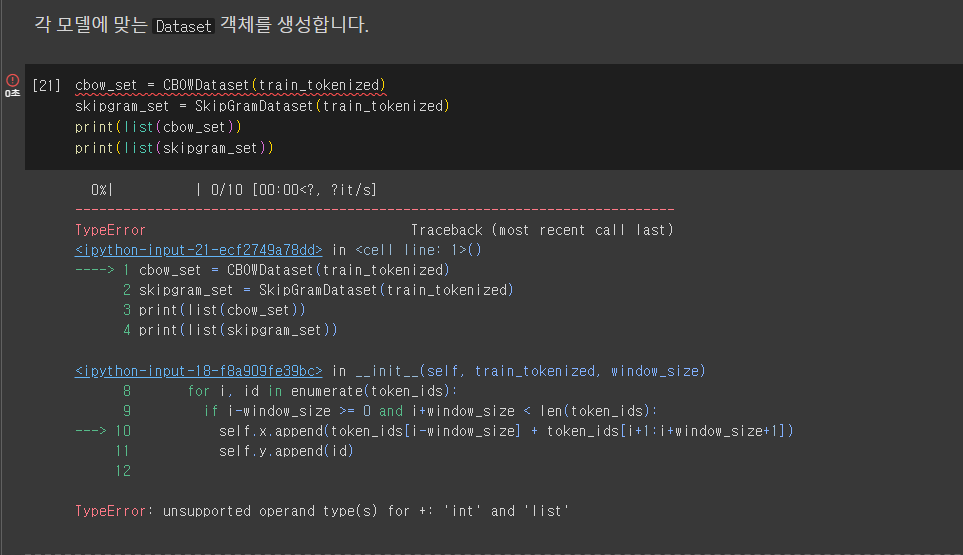 각 모델에 맞는 Dataset 객체를 생성합니다.
0초
[21] cbow_set = CBOWDataset(train_tokenized)
skipgram_set = SkipGramDataset(train_tokenized)
print(list(cbow_set))
print(list(skipgram_set))
0%| | 0/10 [00:00<?, ?it/s]
---------------------------------------------------------------------------
TypeError Traceback (most recent call last)
<ipython-input-21-ecf2749a78dd> in <cell line: 1>()
----> 1 cbow_set = CBOWDataset(train_tokenized)
2 skipgram_set = SkipGramDataset(train_tokenized)
3 print(list(cbow_set))
4 print(list(skipgram_set))
<ipython-input-18-f8a909fe39bc> in __init__(self, train_tokenized, window_size)
8 for i, id in enumerate(token_ids):
9 if i-window_size >= 0 and i+window_size < len(token_ids):
---> 10 self.x.append(token_ids[i-window_size] + token_ids[i+1:i+window_size+1])
11 self.y.append(id)
12
TypeError: unsupported operand type(s) for +: 'int' and 'list'